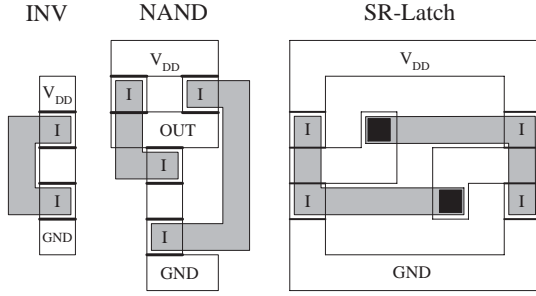 INV NAND SR-Latch
V_DD V_DD V_DD
I I I I I
OUT
I I I I
I
GND GND GND